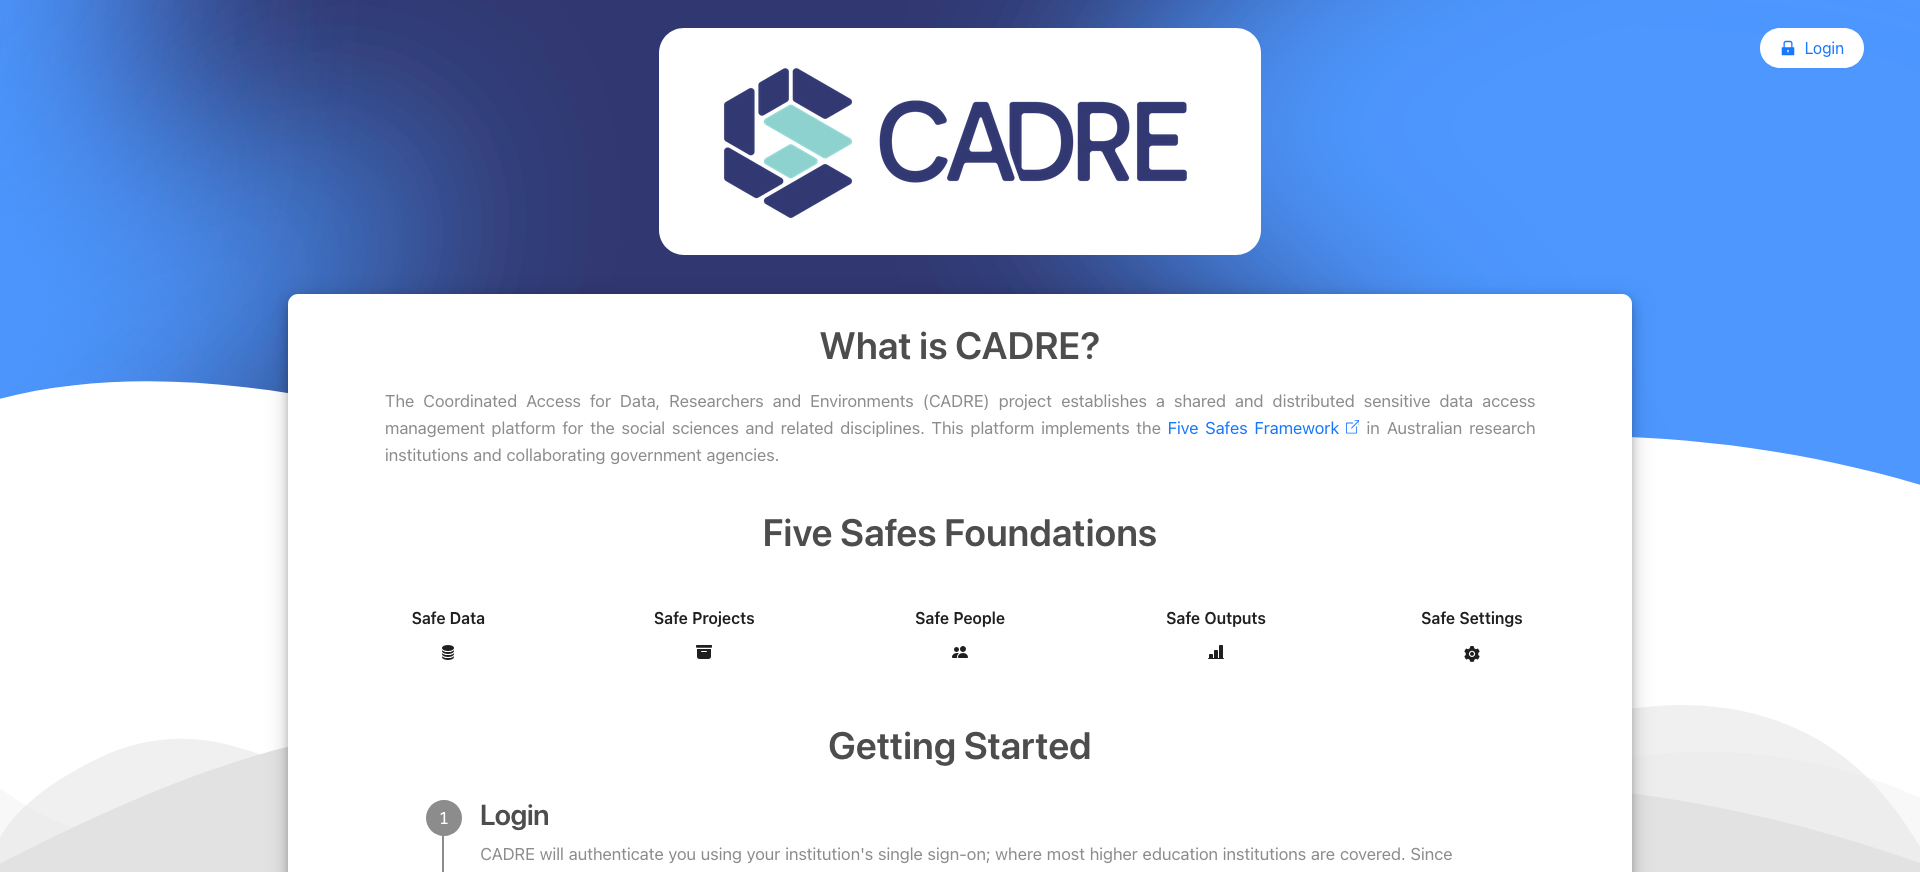 Login
CADRE
What is CADRE?
The Coordinated Access for Data, Researchers and Environments (CADRE) project establishes a shared and distributed sensitive data access
management platform for the social sciences and related disciplines. This platform implements the Five Safes Framework in Australian research
institutions and collaborating government agencies.
Five Safes Foundations
Safe Data Safe Projects Safe People Safe Outputs Safe Settings
Getting Started
1 Login
CADRE will authenticate you using your institution's single sign-on; where most higher education institutions are covered. Since